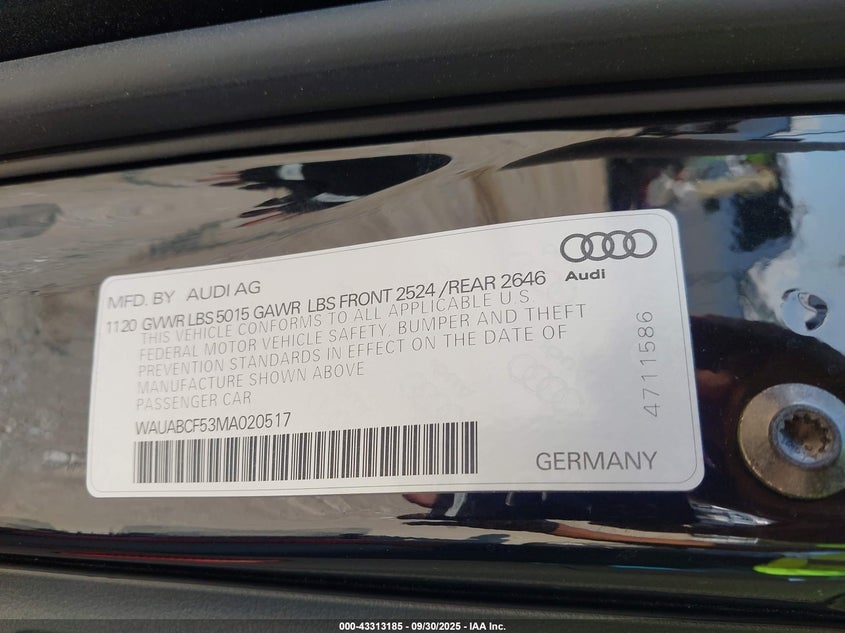 Audi
MFD. BY AUDI AG
1120 GVWR LBS 5015 GAWR LBS FRONT 2524 /REAR 2646
THIS VEHICLE CONFORMS TO ALL APPLICABLE U.S.
FEDERAL MOTOR VEHICLE SAFETY, BUMPER AND THEFT
PREVENTION STANDARDS IN EFFECT ON THE DATE OF
MANUFACTURE SHOWN ABOVE
PASSENGER CAR
WAUABCF53MA020517
GERMANY
4711586
000-43313185 - 09/30/2025 - IAA Inc.